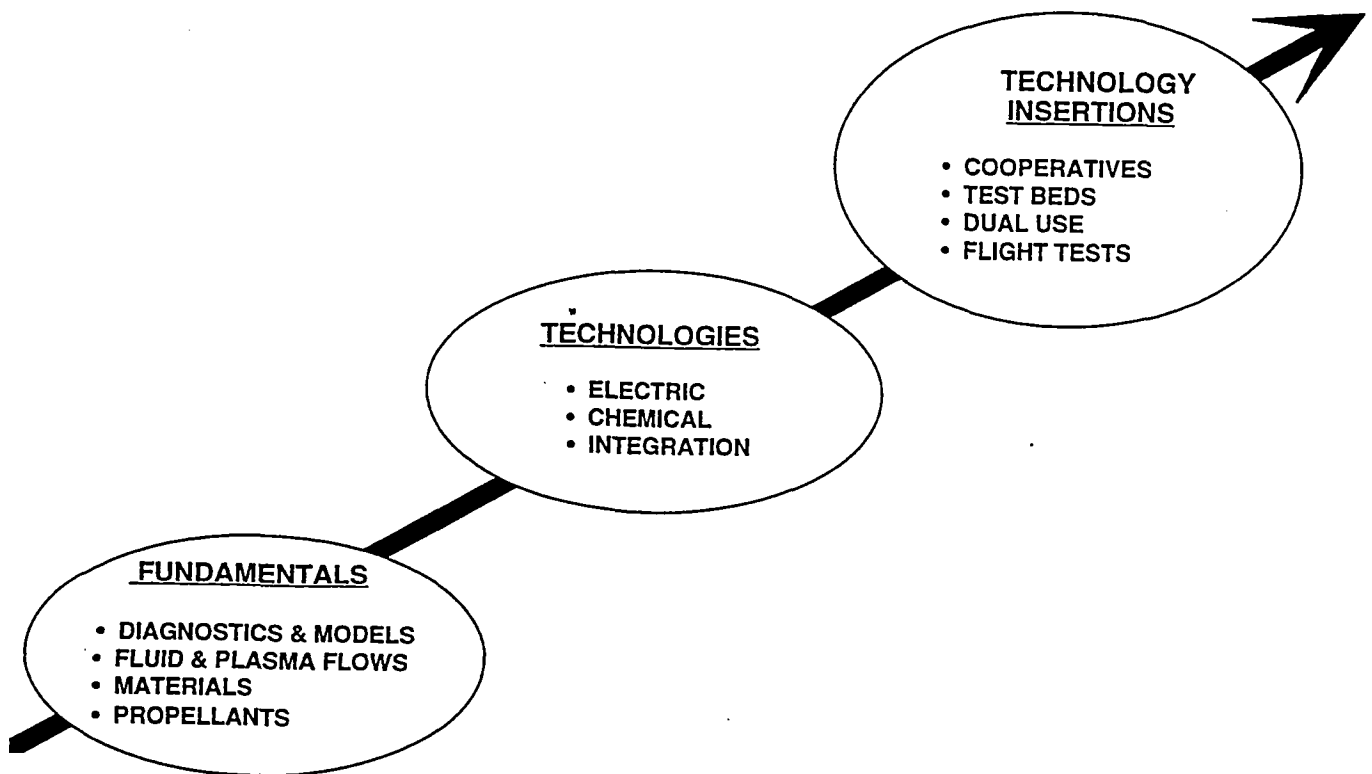 TECHNOLOGY
INSERTIONS
• COOPERATIVES
• TEST BEDS
• DUAL USE
• FLIGHT TESTS
TECHNOLOGIES
• ELECTRIC
• CHEMICAL
• INTEGRATION
FUNDAMENTALS
• DIAGNOSTICS & MODELS
• FLUID & PLASMA FLOWS
• MATERIALS
• PROPELLANTS